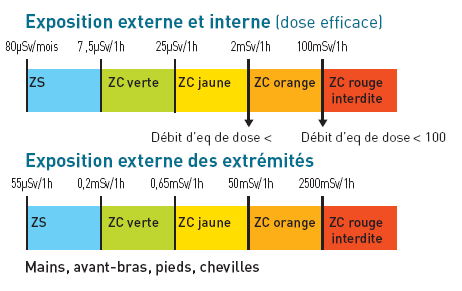 Exposition externe et interne (dose efficace)
80µSv/mois 7,5µSv/1h 25µSv/1h 2mSv/1h 100mSv/1h
ZS ZC verte ZC jaune ZC orange ZC rouge interdite
Débit d'eq de dose < Débit d'eq de dose < 100
Exposition externe des extrémités
55µSv/1h 0,2mSv/1h 0,65mSv/1h 50mSv/1h 2500mSv/1h
ZS ZC verte ZC jaune ZC orange ZC rouge interdite
Mains, avant-bras, pieds, chevilles